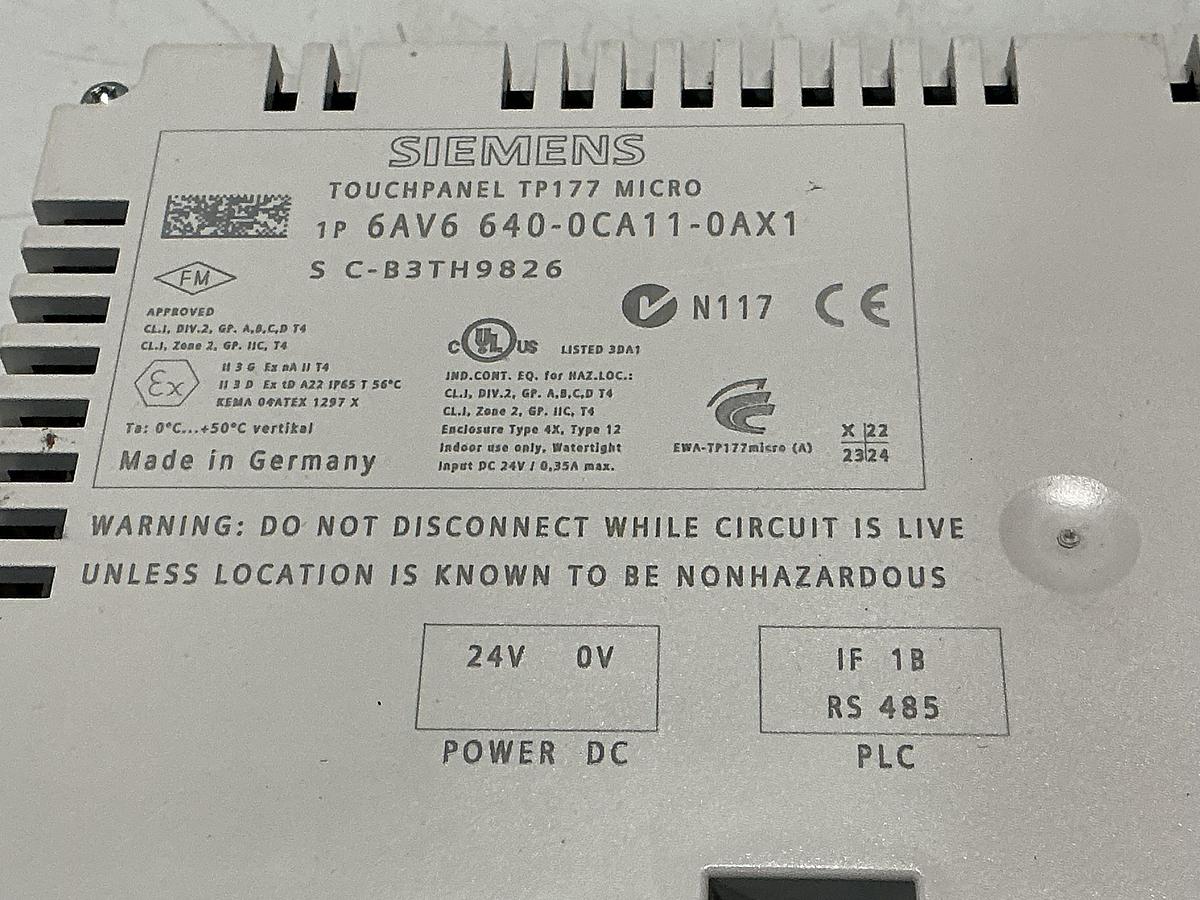 SIEMENS
TOUCHPANEL TP177 MICRO
1P 6AV6 640-0CA11-0AX1
S C-B3TH9826
FM
APPROVED
CL.I, DIV.2, GP. A,B,C,D T4
CL.I, Zone 2, GP. IIC, T4
Ex
II 3 G Ex nA II T4
II 3 D Ex tD A22 IP65 T 56°C
KEMA 04ATEX 1297 X
Ta: 0°C...+50°C vertikal
Made in Germany
N117
CE
C UL US LISTED 3DA1
IND.CONT. EQ. for HAZ.LOC.:
CL.I, DIV.2, GP. A,B,C,D T4
CL.I, Zone 2, GP. IIC, T4
Enclosure Type 4X, Type 12
Indoor use only, Watertight
Input DC 24V / 0,35A max.
EWA-TP177micro (A)
X 22
23 24
WARNING: DO NOT DISCONNECT WHILE CIRCUIT IS LIVE
UNLESS LOCATION IS KNOWN TO BE NONHAZARDOUS
24V 0V
POWER DC
IF 1B
RS 485
PLC